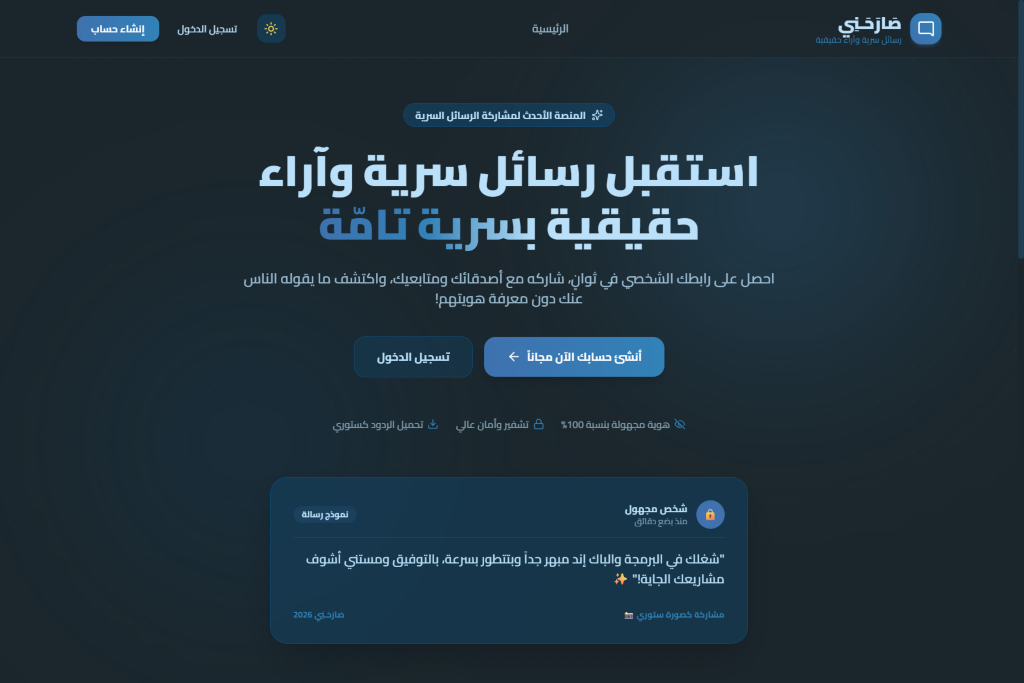 صَارَحَـنِي
رسائل سرية وآراء حقيقية
الرئيسية
تسجيل الدخول
إنشاء حساب
المنصة الأحدث لمشاركة الرسائل السرية
استقبل رسائل سرية وآراء
حقيقية بسرية تامّة
احصل على رابطك الشخصي في ثوانٍ، شاركه مع أصدقائك ومتابعيك، واكتشف ما يقوله الناس
عنك دون معرفة هويتهم!
أنشئ حسابك الآن مجاناً
تسجيل الدخول
هوية مجهولة بنسبة 100%
تشفير وأمان عالي
تحميل الردود كستوري
شخص مجهول
منذ بضع دقائق
نموذج رسالة
"شغلك في البرمجة والباك إند مبهر جداً وبتتطور بسرعة، بالتوفيق ومستني أشوف
مشاريعك الجاية!" ✨
مشاركة كصورة ستوري 📸
صارحـني 2026